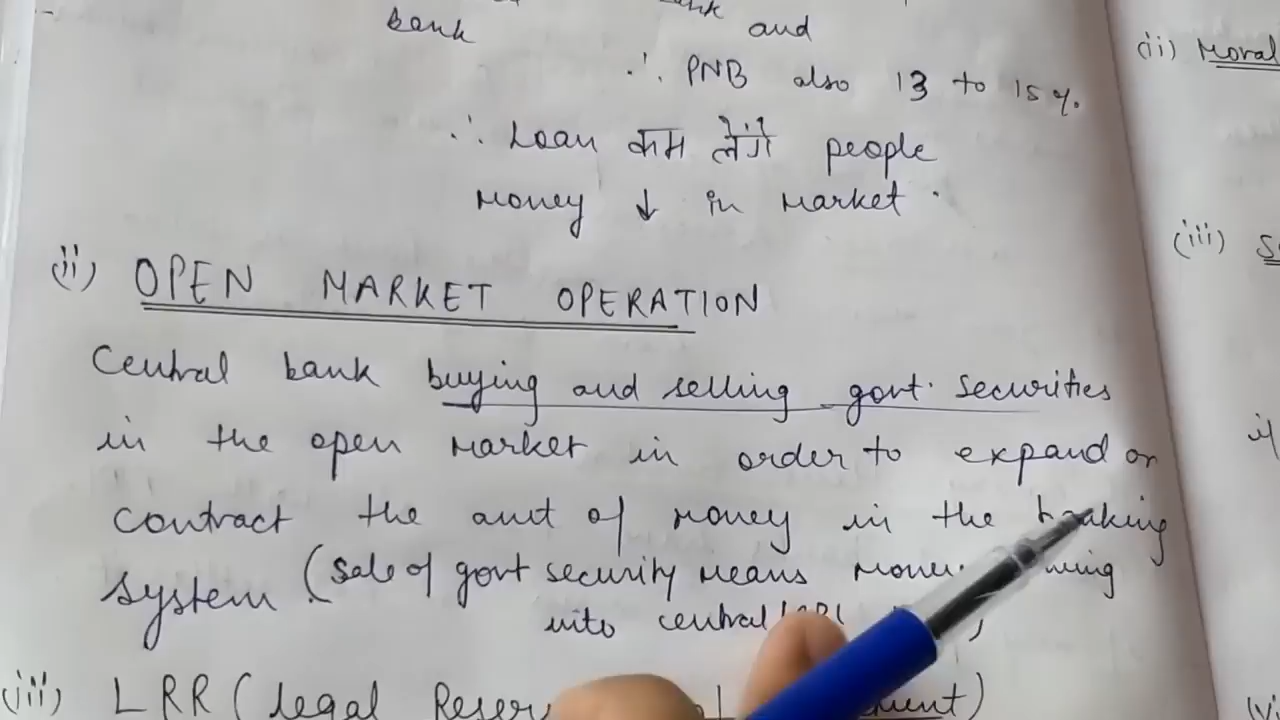 bank and
∴ PNB also 13 to 15%.
∴ Loan कम लेंगे people
Money ↓ in Market.
(ii) OPEN MARKET OPERATION
Central bank buying and selling govt. securities
in the open Market in order to expand or
contract the amt of money in the banking
system (Sale of govt security Means
into central
(iii) LRR (legal
(ii) Moral
(iii)